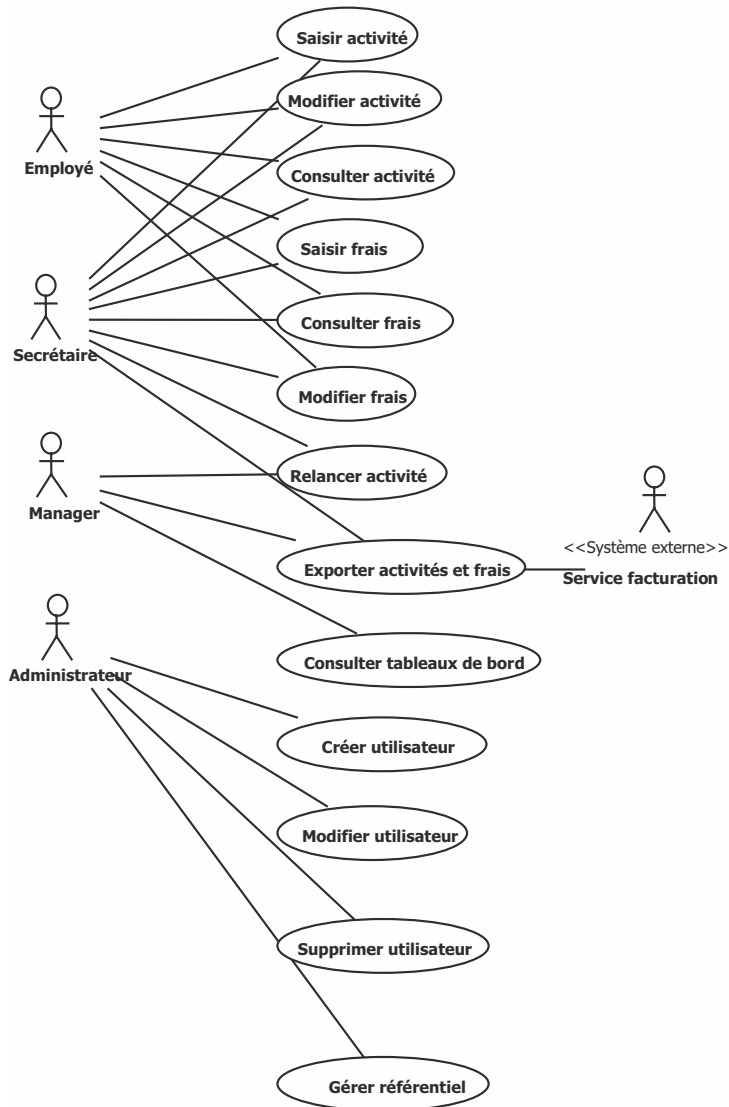 Saisir activité
Modifier activité
Employé
Consulter activité
Saisir frais
Consulter frais
Secrétaire
Modifier frais
Relancer activité
Manager
<<Système externe>>
Exporter activités et frais
Service facturation
Consulter tableaux de bord
Administrateur
Créer utilisateur
Modifier utilisateur
Supprimer utilisateur
Gérer référentiel